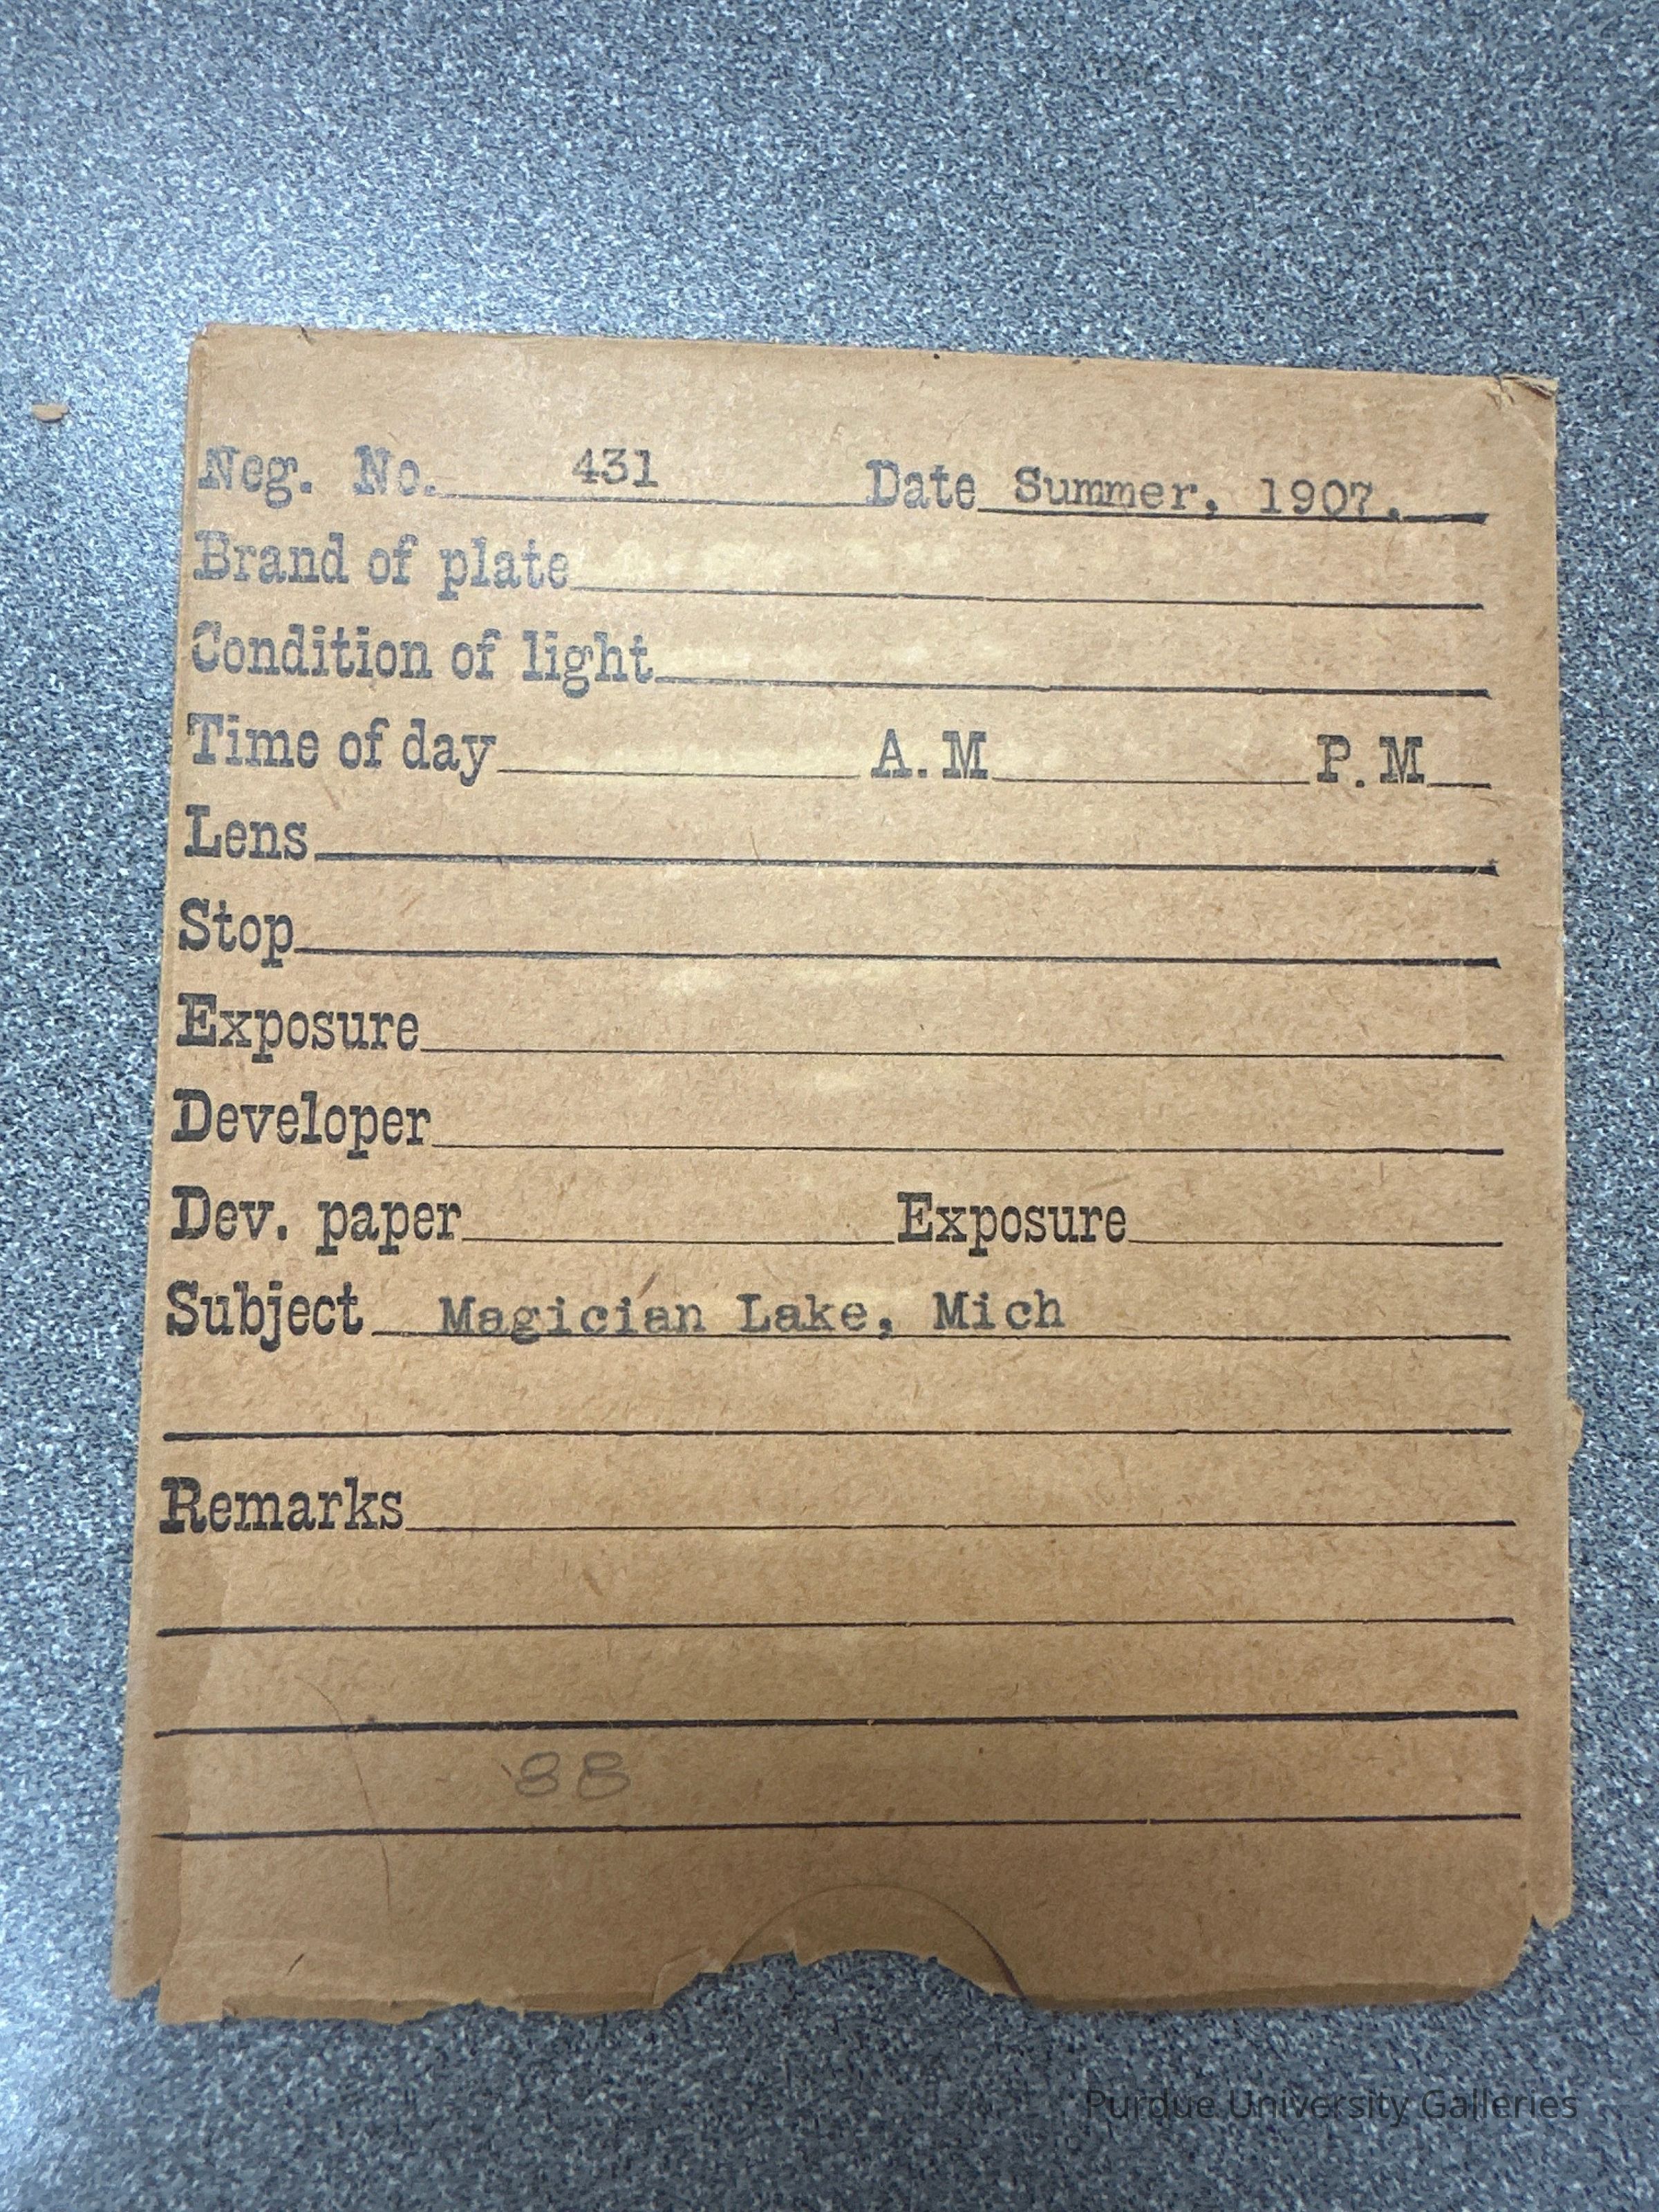 Neg. No. 431 Date Summer, 1907.
Brand of plate
Condition of light
Time of day A.M P.M
Lens
Stop
Exposure
Developer
Dev. paper Exposure
Subject Magician Lake, Mich
Remarks
88
Purdue University Galleries